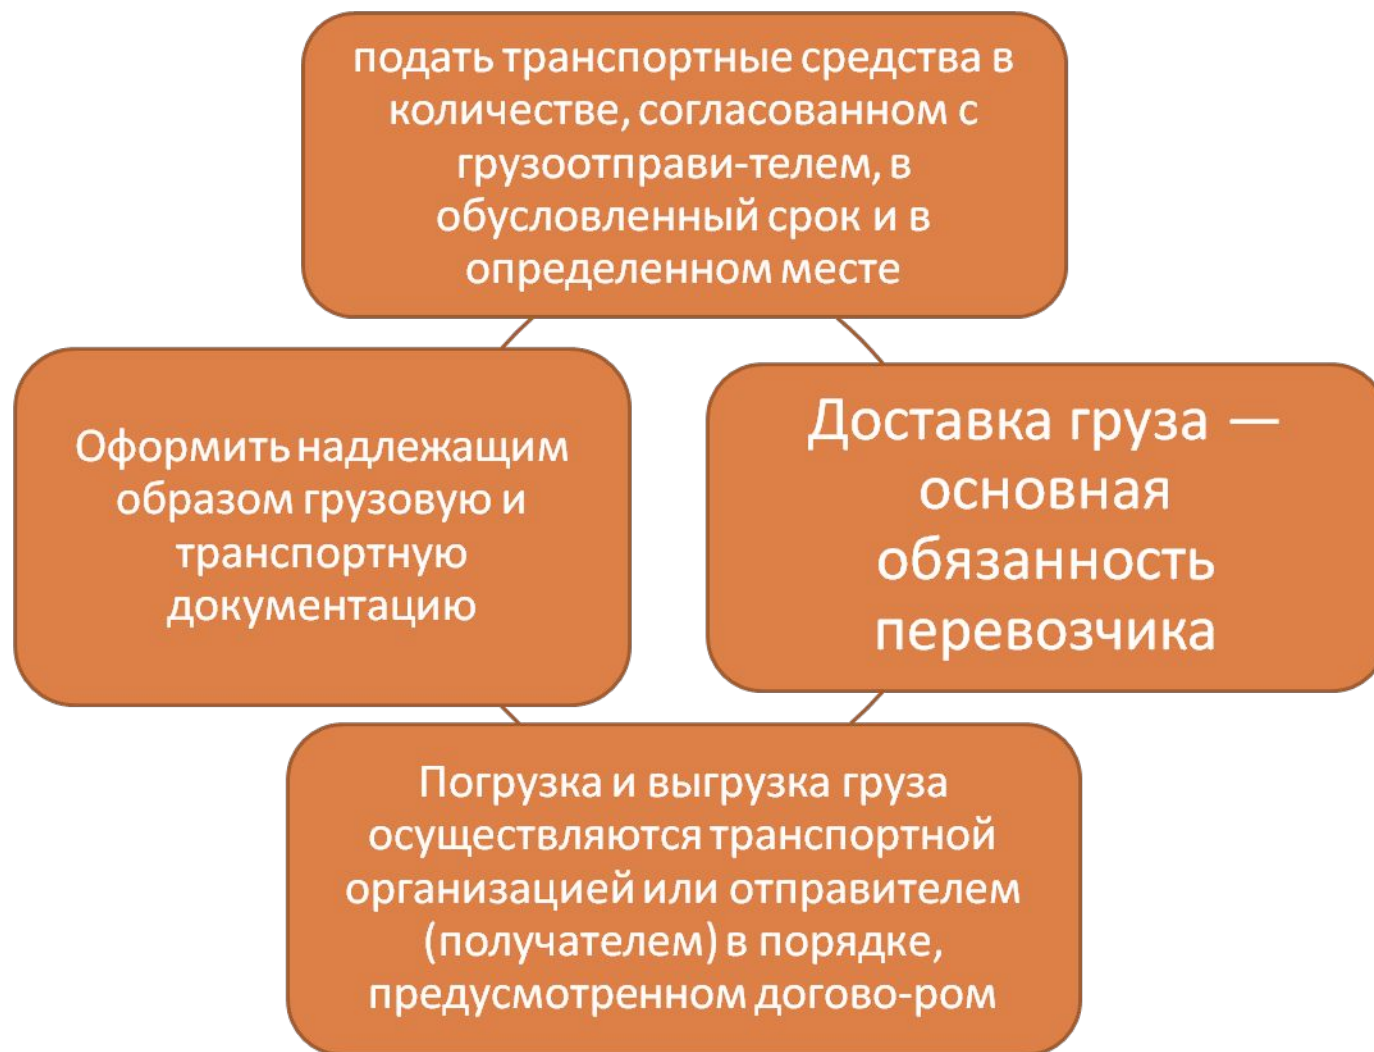 подать транспортные средства в
количестве, согласованном с
грузоотправи-телем, в
обусловленный срок и в
определенном месте
Доставка груза —
основная
обязанность
перевозчика
Погрузка и выгрузка груза
осуществляются транспортной
организацией или отправителем
(получателем) в порядке,
предусмотренном догово-ром
Оформить надлежащим
образом грузовую и
транспортную
документацию